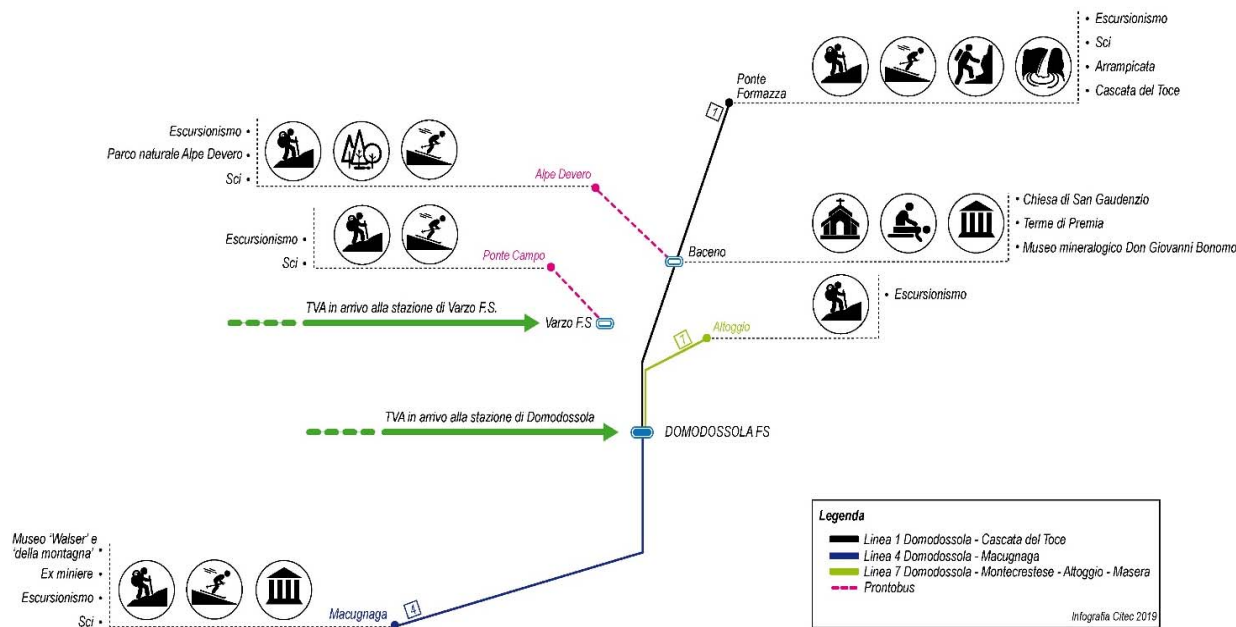 • Escursionismo
• Sci
• Arrampicata
• Cascata del Toce
Ponte
Formazza
1
Escursionismo •
Parco naturale Alpe Devero •
Sci •
Alpe Devero
• Chiesa di San Gaudenzio
• Terme di Premia
• Museo mineralogico Don Giovanni Bonomo
Baceno
Escursionismo •
Sci •
Ponte Campo
• Escursionismo
TVA in arrivo alla stazione di Varzo F.S.
Varzo F.S
7
Altoggio
TVA in arrivo alla stazione di Domodossola
DOMODOSSOLA FS
Museo ‘Walser’ e
‘della montagna’ •
Ex miniere •
Escursionismo •
Sci •
Macugnaga
4
Legenda
Linea 1 Domodossola - Cascata del Toce
Linea 4 Domodossola - Macugnaga
Linea 7 Domodossola - Montecrestese - Altoggio - Masera
Prontobus
Infografia Citec 2019